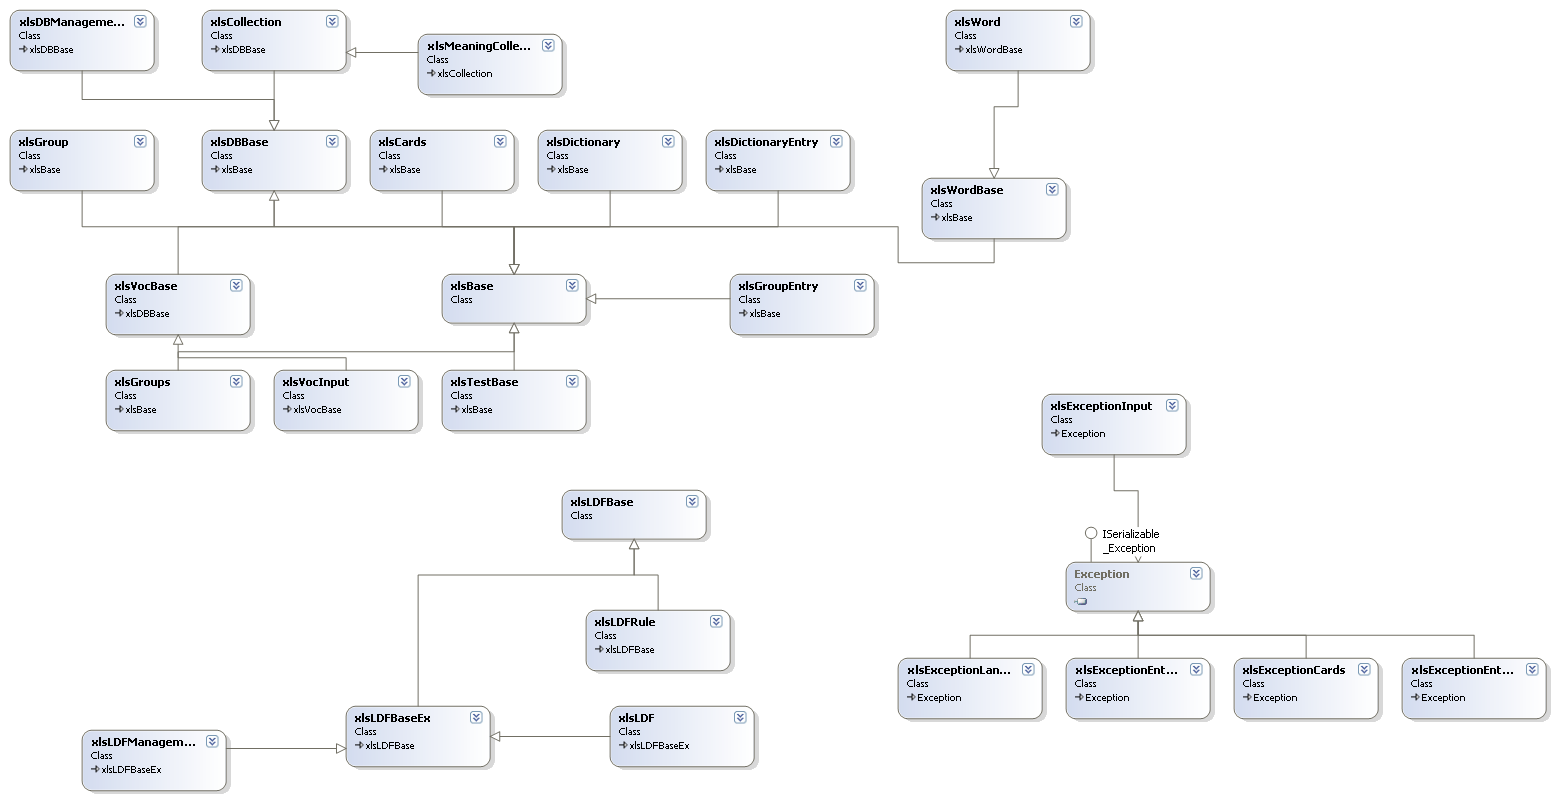 xlsDBManageme...
Class
xlsDBBase
xlsCollection
Class
xlsDBBase
xlsMeaningColle...
Class
xlsCollection
xlsWord
Class
xlsWordBase
xlsGroup
Class
xlsBase
xlsDBBase
Class
xlsBase
xlsCards
Class
xlsBase
xlsDictionary
Class
xlsBase
xlsDictionaryEntry
Class
xlsBase
xlsWordBase
Class
xlsBase
xlsVocBase
Class
xlsDBBase
xlsBase
Class
xlsGroupEntry
Class
xlsBase
xlsGroups
Class
xlsBase
xlsVocInput
Class
xlsVocBase
xlsTestBase
Class
xlsBase
xlsExceptionInput
Class
Exception
xlsLDFBase
Class
ISerializable
_Exception
Exception
Class
xlsLDFRule
Class
xlsLDFBase
xlsExceptionLan...
Class
Exception
xlsExceptionEnt...
Class
Exception
xlsExceptionCards
Class
Exception
xlsExceptionEnt...
Class
Exception
xlsLDFManagem...
Class
xlsLDFBaseEx
xlsLDFBaseEx
Class
xlsLDFBase
xlsLDF
Class
xlsLDFBaseEx